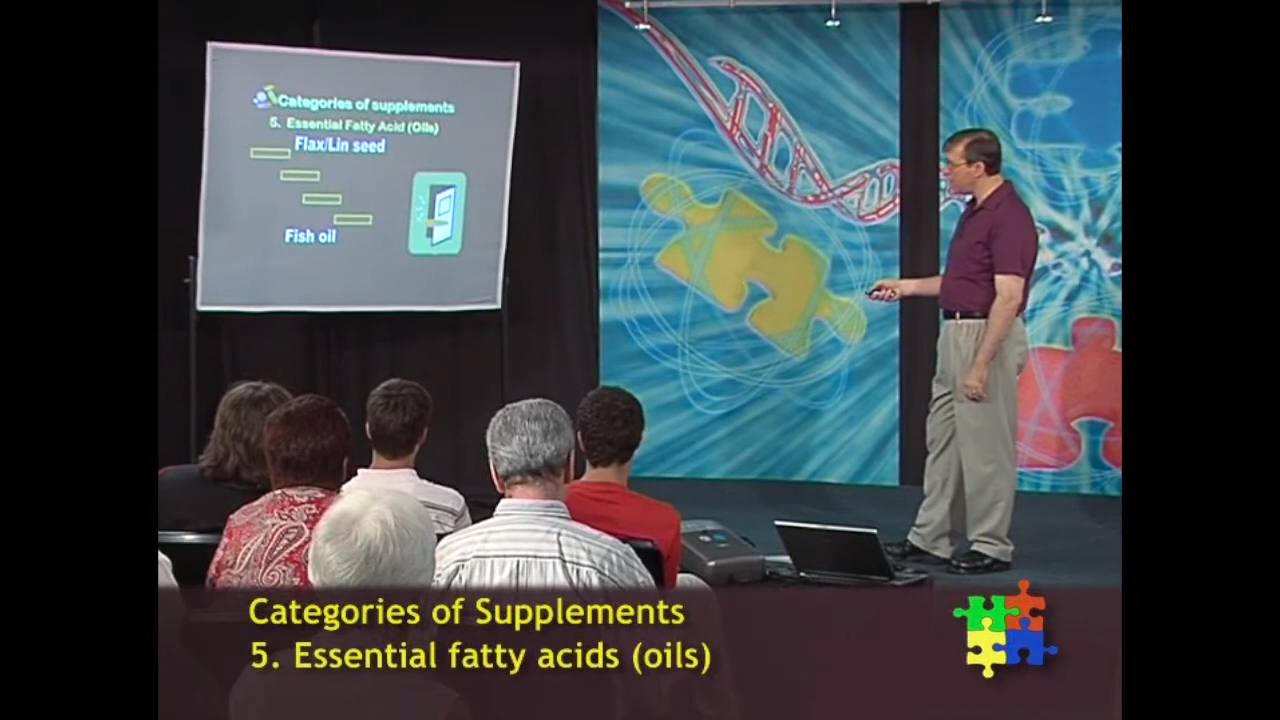 Categories of supplements
5. Essential Fatty Acid (Oils)
Flax/Lin seed
Fish oil
Categories of Supplements
5. Essential fatty acids (oils)